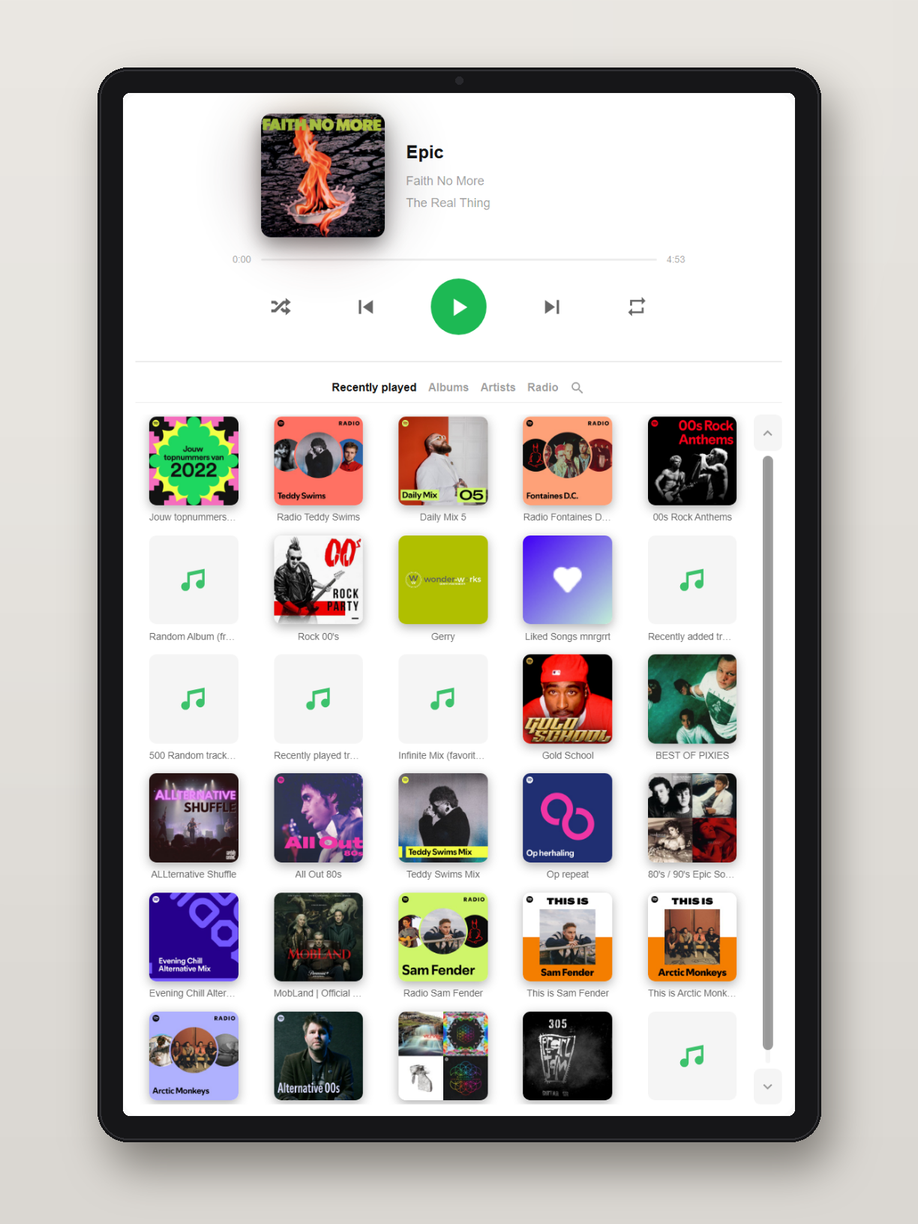 FAITH NO MORE
Epic
Faith No More
The Real Thing
0:00
4:53
Recently played
Albums
Artists
Radio
Jouw
topnummers van
2022
RADIO
Teddy Swims
Daily Mix
05
RADIO
Fontaines D.C.
00s Rock
Anthems
Jouw topnummers...
Radio Teddy Swims
Daily Mix 5
Radio Fontaines D...
00s Rock Anthems
00s
ROCK
PARTY
W
wonder.works
Random Album (fr...
Rock 00's
Gerry
Liked Songs mnrgrrt
Recently added tr...
GOLD
SCHOOL
500 Random track...
Recently played tr...
Infinite Mix (favorit...
Gold School
BEST OF PIXIES
ALLTERNATIVE
SHUFFLE
All Out
80s
Teddy Swims Mix
Op herhaling
ALLternative Shuffle
All Out 80s
Teddy Swims Mix
Op repeat
80's / 90's Epic So...
Evening Chill
Alternative Mix
MOBLAND
RADIO
Sam Fender
THIS IS
Sam Fender
THIS IS
Arctic Monkeys
Evening Chill Alter...
MobLand | Official ...
Radio Sam Fender
This is Sam Fender
This is Arctic Monk...
RADIO
Arctic Monkeys
Alternative 00s
305